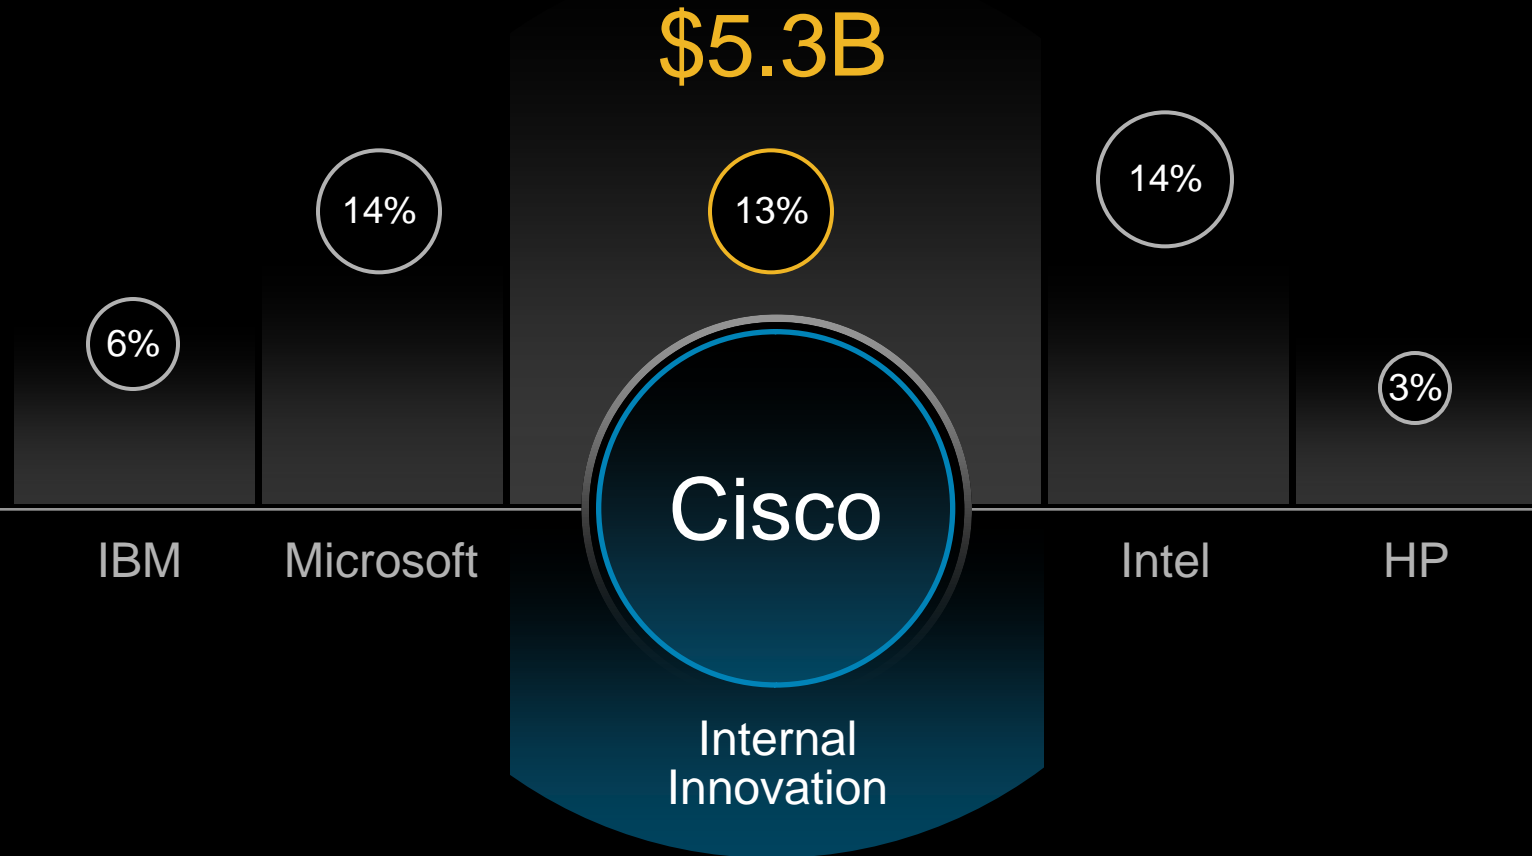 $5.3B
14%
14%
13%
6%
3%
Cisco
IBM
Microsoft
Intel
HP
Internal
Innovation